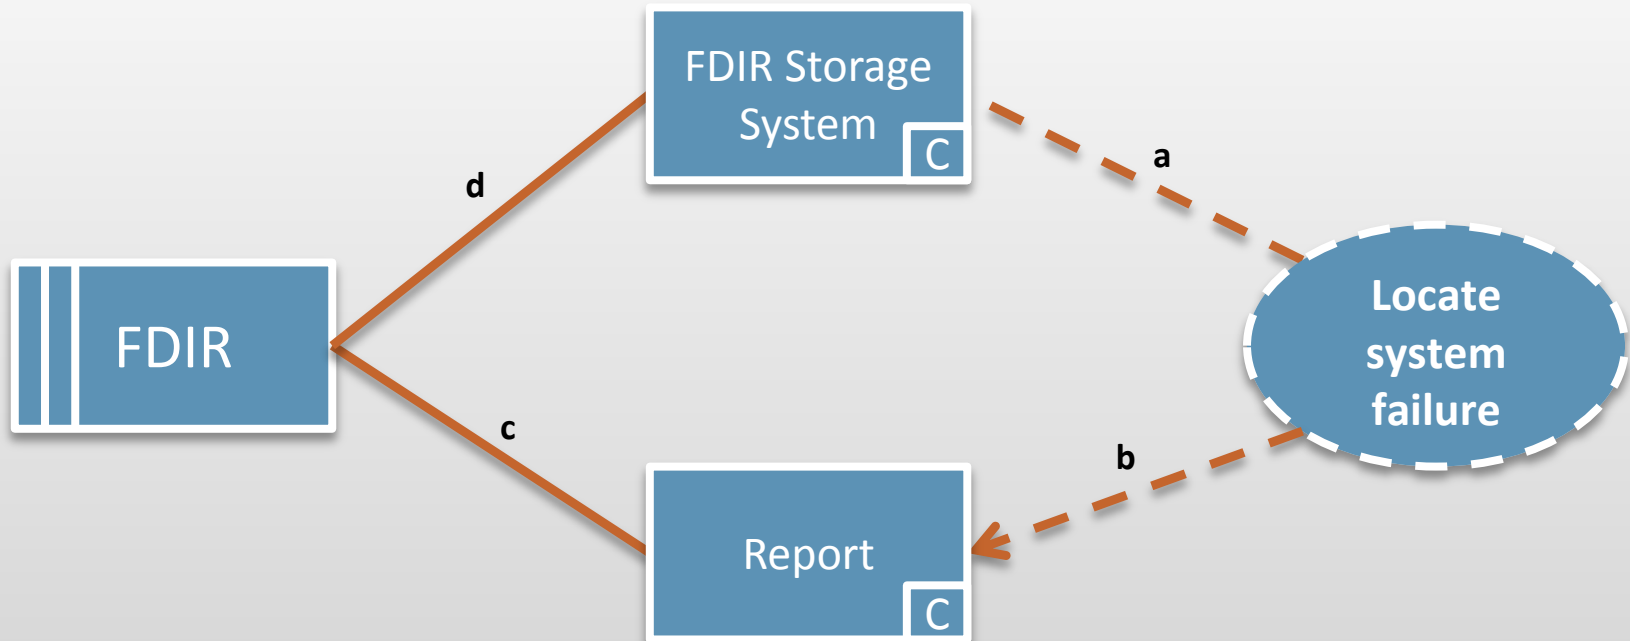 FDIR Storage
System
C
a
d
Locate
system
failure
FDIR
c
b
Report
C